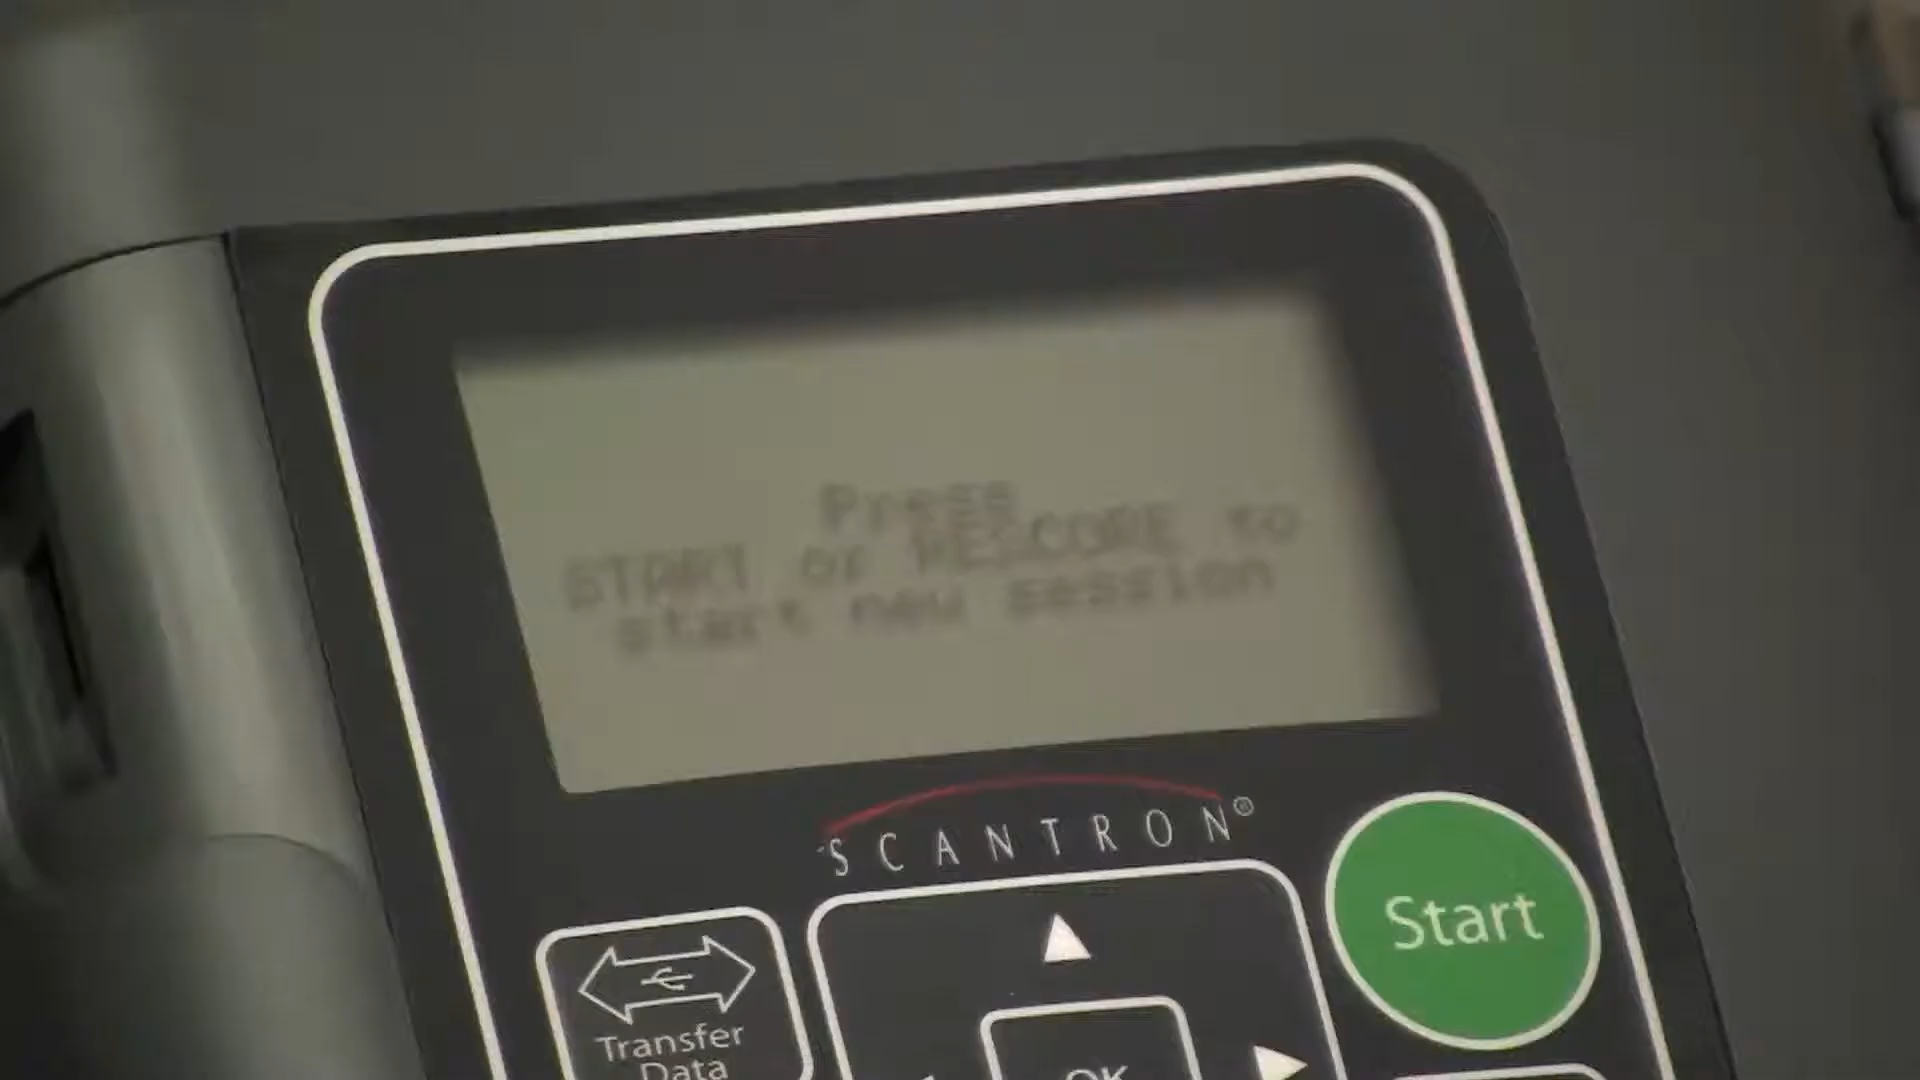 Press
START or RESCORE to
start new session
SCANTRON®
Start
Transfer
Data
OK